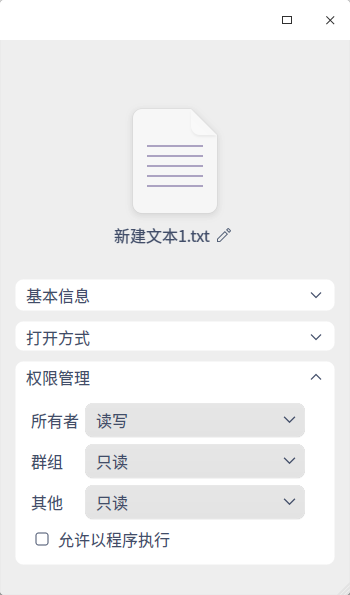 新建文本1.txt
基本信息
打开方式
权限管理
所有者 读写
群组 只读
其他 只读
允许以程序执行